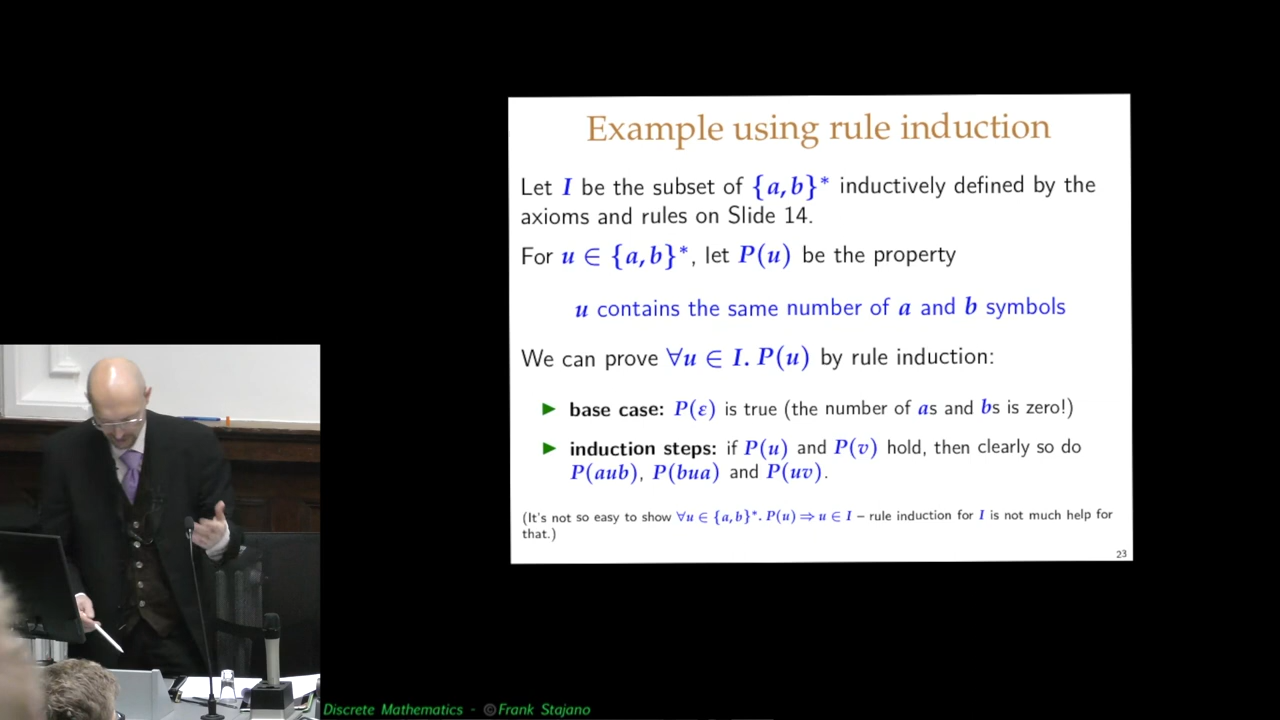 Example using rule induction
Let I be the subset of {a,b}* inductively defined by the
axioms and rules on Slide 14.
For u ∈ {a,b}*, let P(u) be the property
u contains the same number of a and b symbols
We can prove ∀u ∈ I. P(u) by rule induction:
► base case: P(ε) is true (the number of as and bs is zero!)
► induction steps: if P(u) and P(v) hold, then clearly so do
P(aub), P(bua) and P(uv).
(It's not so easy to show ∀u ∈ {a,b}*. P(u) ⇒ u ∈ I – rule induction for I is not much help for
that.)
23
Discrete Mathematics - ©Frank Stajano